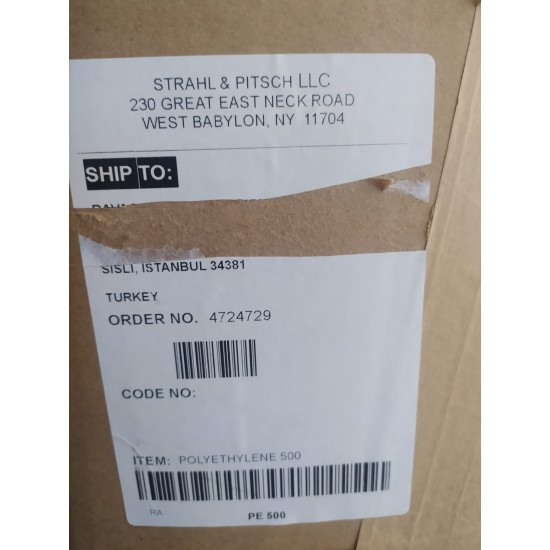 STRAHL & PITSCH LLC
230 GREAT EAST NECK ROAD
WEST BABYLON, NY 11704
SHIP TO:
SISLI, ISTANBUL 34381
TURKEY
ORDER NO. 4724729
CODE NO:
ITEM: POLYETHYLENE 500
RA
PE 500